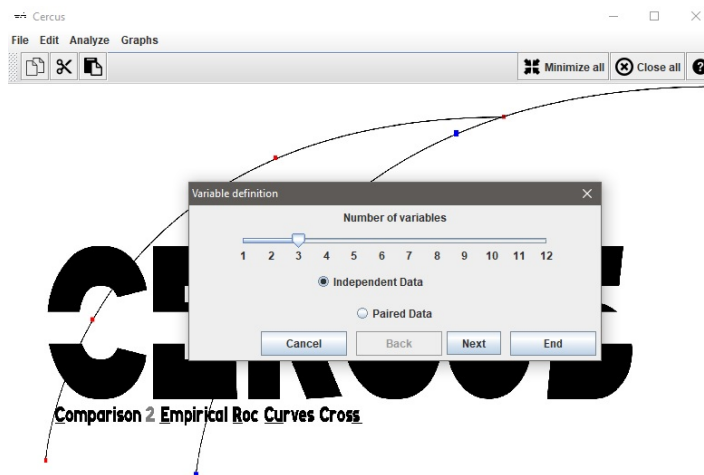 Cercus
File Edit Analyze Graphs
Minimize all Close all
Variable definition
Number of variables
1 2 3 4 5 6 7 8 9 10 11 12
Independent Data
Paired Data
Cancel Back Next End
CERCUS
Comparison 2 Empirical Roc Curves Cross